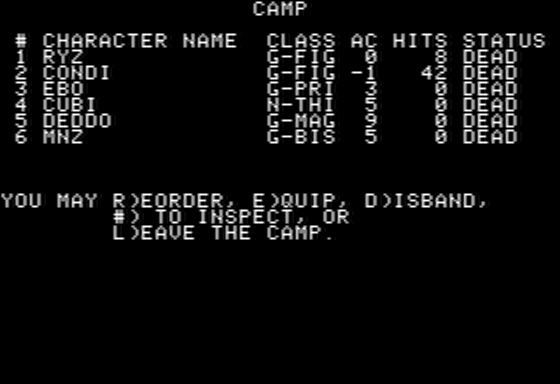 CAMP
# CHARACTER NAME CLASS AC HITS STATUS
1 RYZ G-FIG 0 8 DEAD
2 CONDI G-FIG -1 42 DEAD
3 EBO G-PRI 3 0 DEAD
4 CUBI N-THI 5 0 DEAD
5 DEDDO G-MAG 9 0 DEAD
6 MNZ G-BIS 5 0 DEAD
YOU MAY R)EORDER, E)QUIP, D)ISBAND,
#) TO INSPECT, OR
L)EAVE THE CAMP.